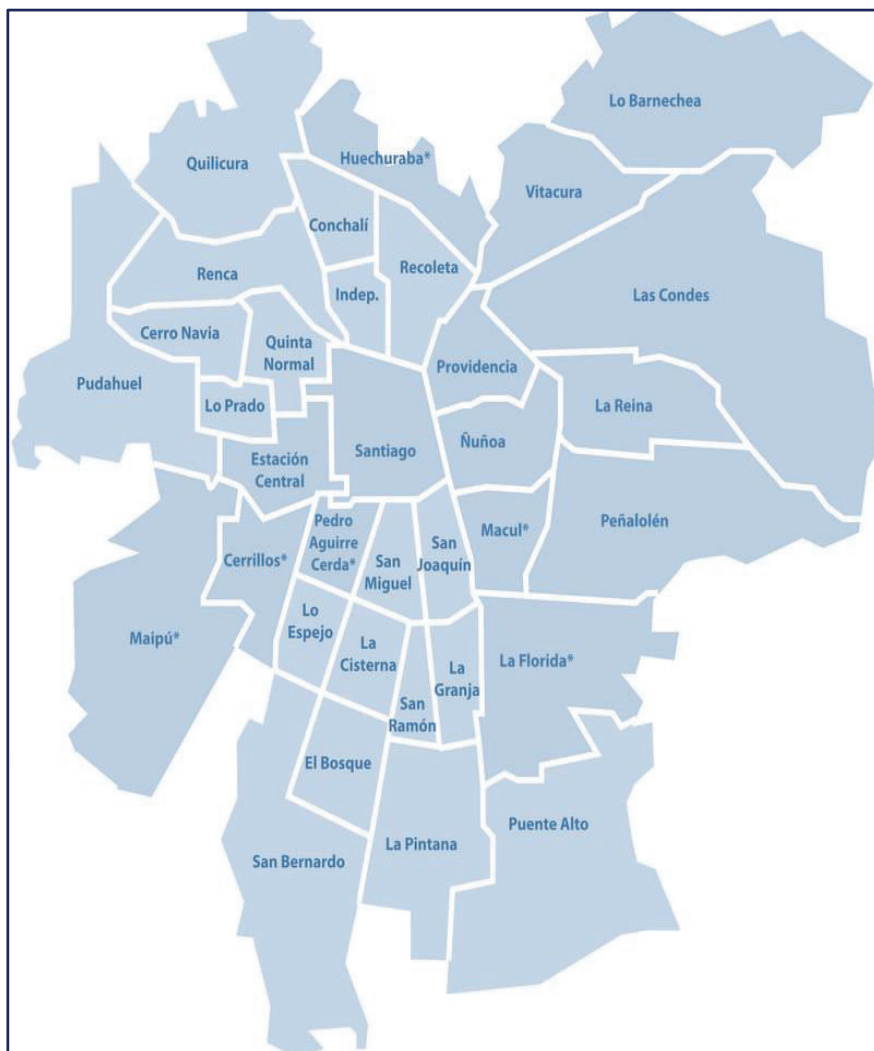 Lo Barnechea
Quilicura
Huechuraba*
Vitacura
Conchalí
Renca
Recoleta
Indep.
Las Condes
Cerro Navia
Quinta
Normal
Providencia
Pudahuel
Lo Prado
La Reina
Santiago
Ñuñoa
Estación
Central
Pedro
Aguirre
Cerda*
Macul*
Peñalolén
San
Joaquín
Cerrillos*
San
Miguel
Lo
Espejo
Maipú*
La
Cisterna
La
Granja
La Florida*
San
Ramón
El Bosque
Puente Alto
La Pintana
San Bernardo